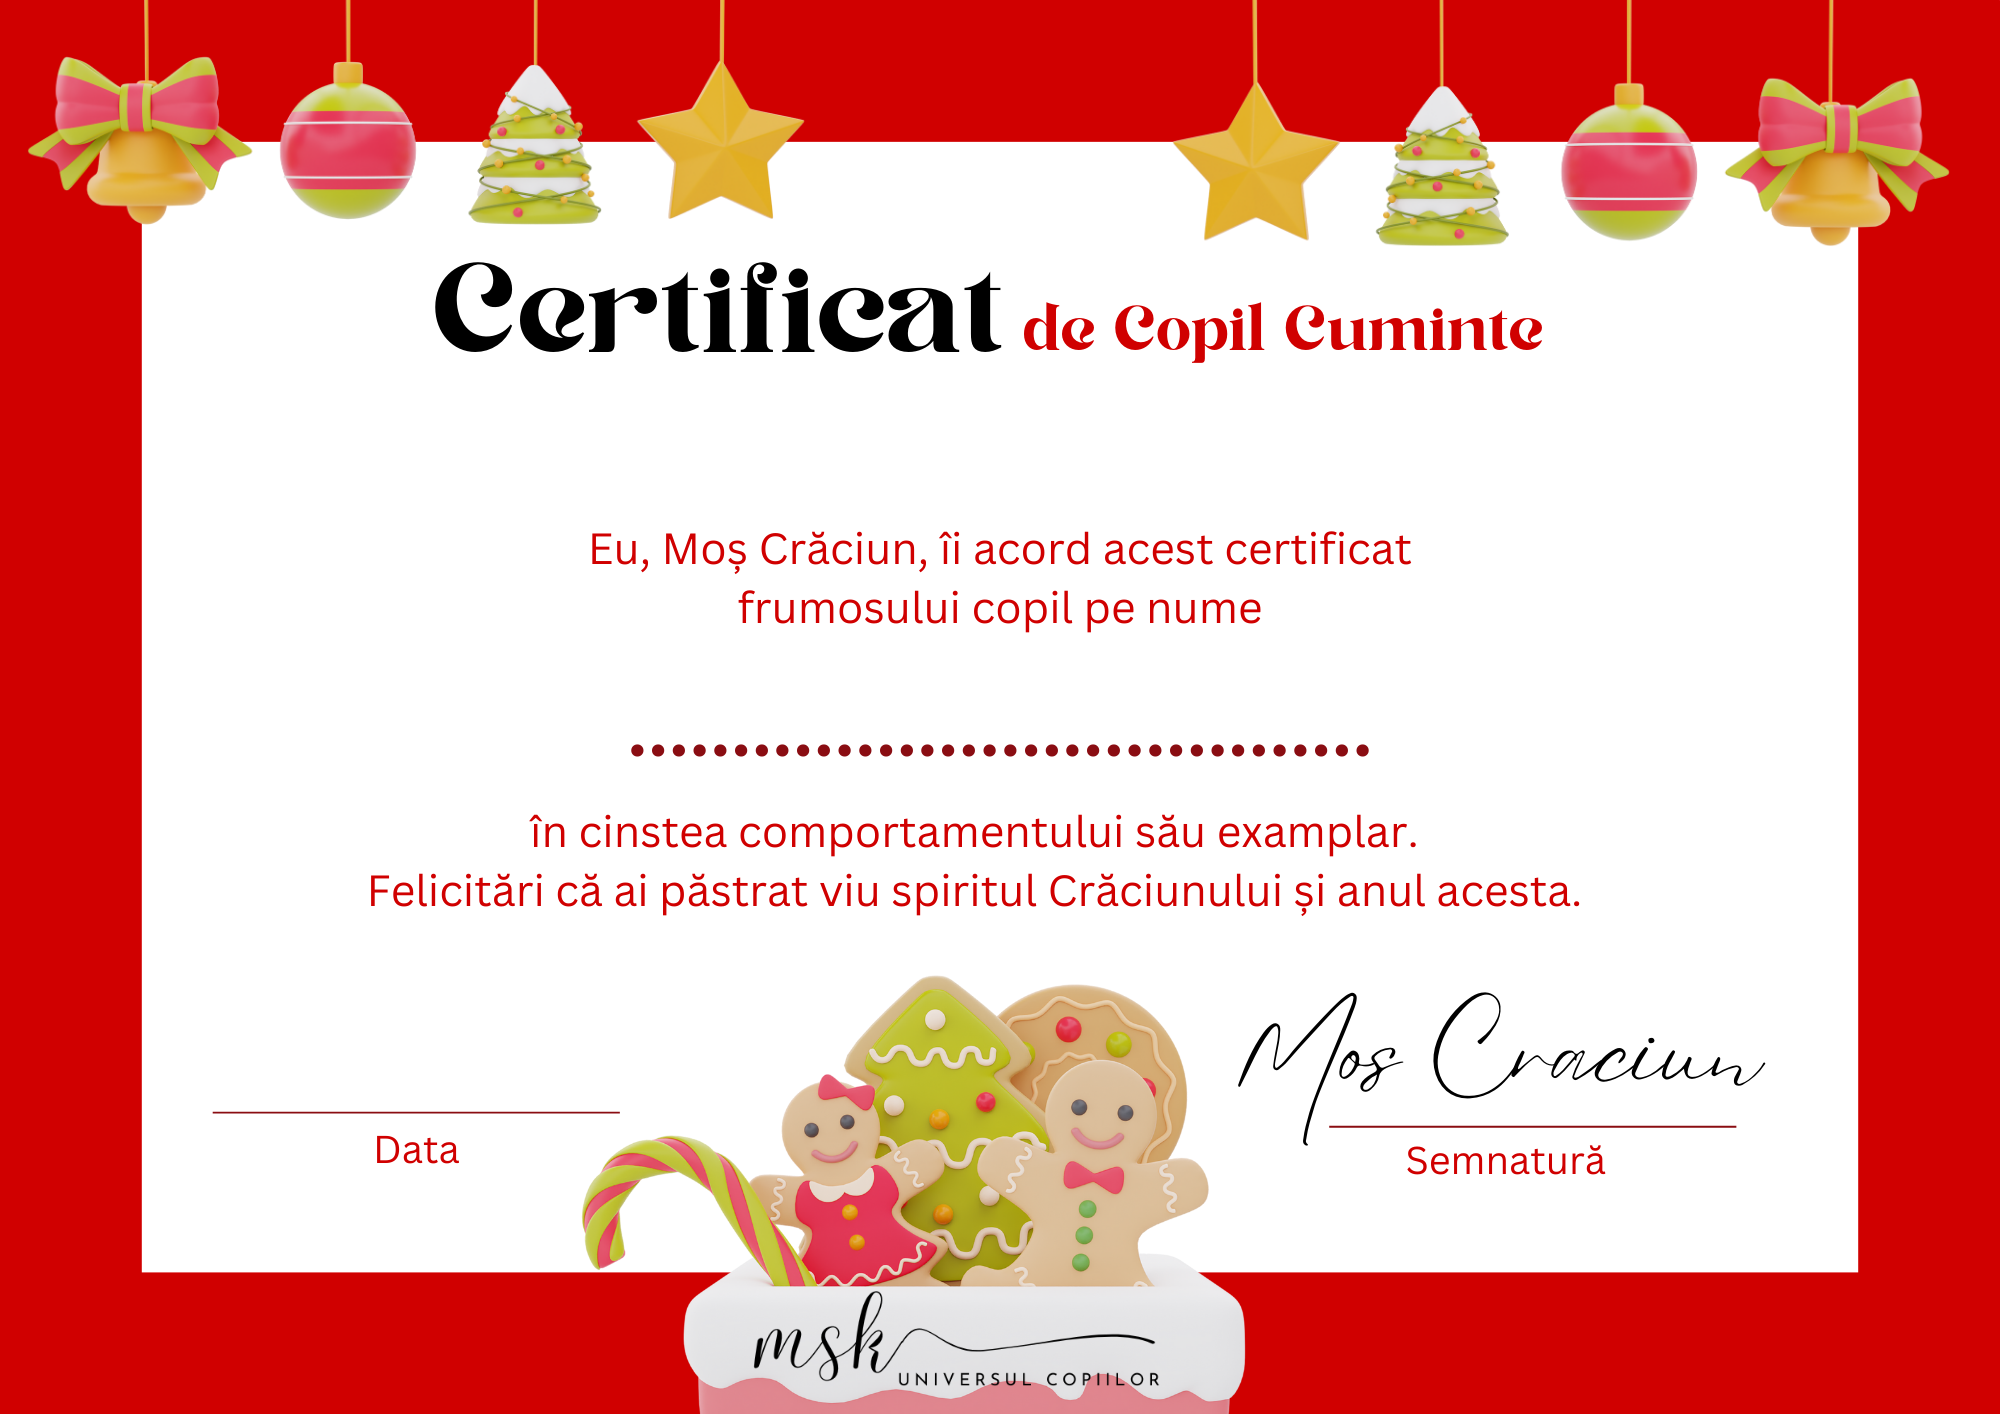 Certificat de Copil Cuminte
Eu, Moș Crăciun, îi acord acest certificat
frumosului copil pe nume
....................................
în cinstea comportamentului său examplar.
Felicitări că ai păstrat viu spiritul Crăciunului și anul acesta.
Mos Craciun
Data
Semnatură
msk
UNIVERSUL COPIILOR